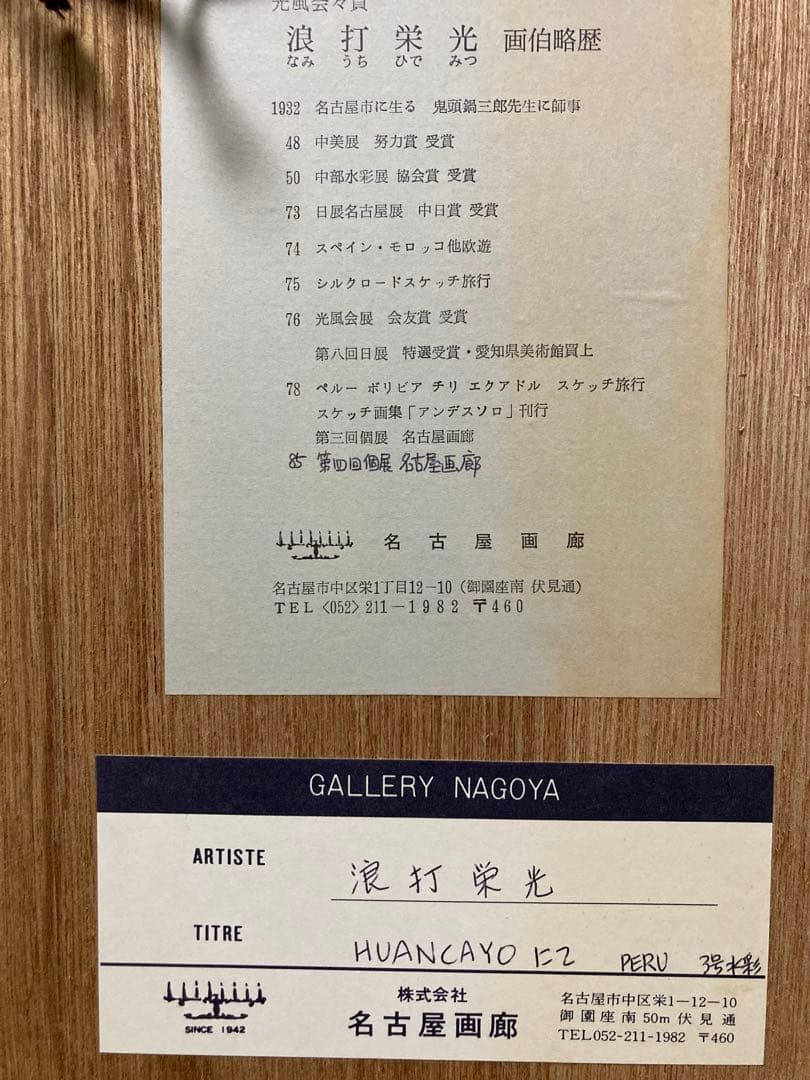 光風会々員
浪打栄光 画伯略歴
なみ うち ひで みつ
1932 名古屋市に生る 鬼頭鍋三郎先生に師事
48 中美展 努力賞 受賞
50 中部水彩展 協会賞 受賞
73 日展名古屋展 中日賞 受賞
74 スペイン・モロッコ他欧遊
75 シルクロードスケッチ旅行
76 光風会展 会友賞 受賞
第八回日展 特選受賞・愛知県美術館買上
78 ペルー ボリビア チリ エクアドル スケッチ旅行
スケッチ画集「アンデスソロ」刊行
第三回個展 名古屋画廊
85 第四回個展 名古屋画廊
名古屋画廊
名古屋市中区栄1丁目12−10(御園座南 伏見通)
TEL〈052〉211−1982 〒460
GALLERY NAGOYA
ARTISTE 浪打栄光
TITRE HUANCAYOにて PERU 3号水彩
SINCE 1942
株式会社
名古屋画廊
名古屋市中区栄1−12−10
御園座南50m伏見通
TEL052-211-1982 〒460